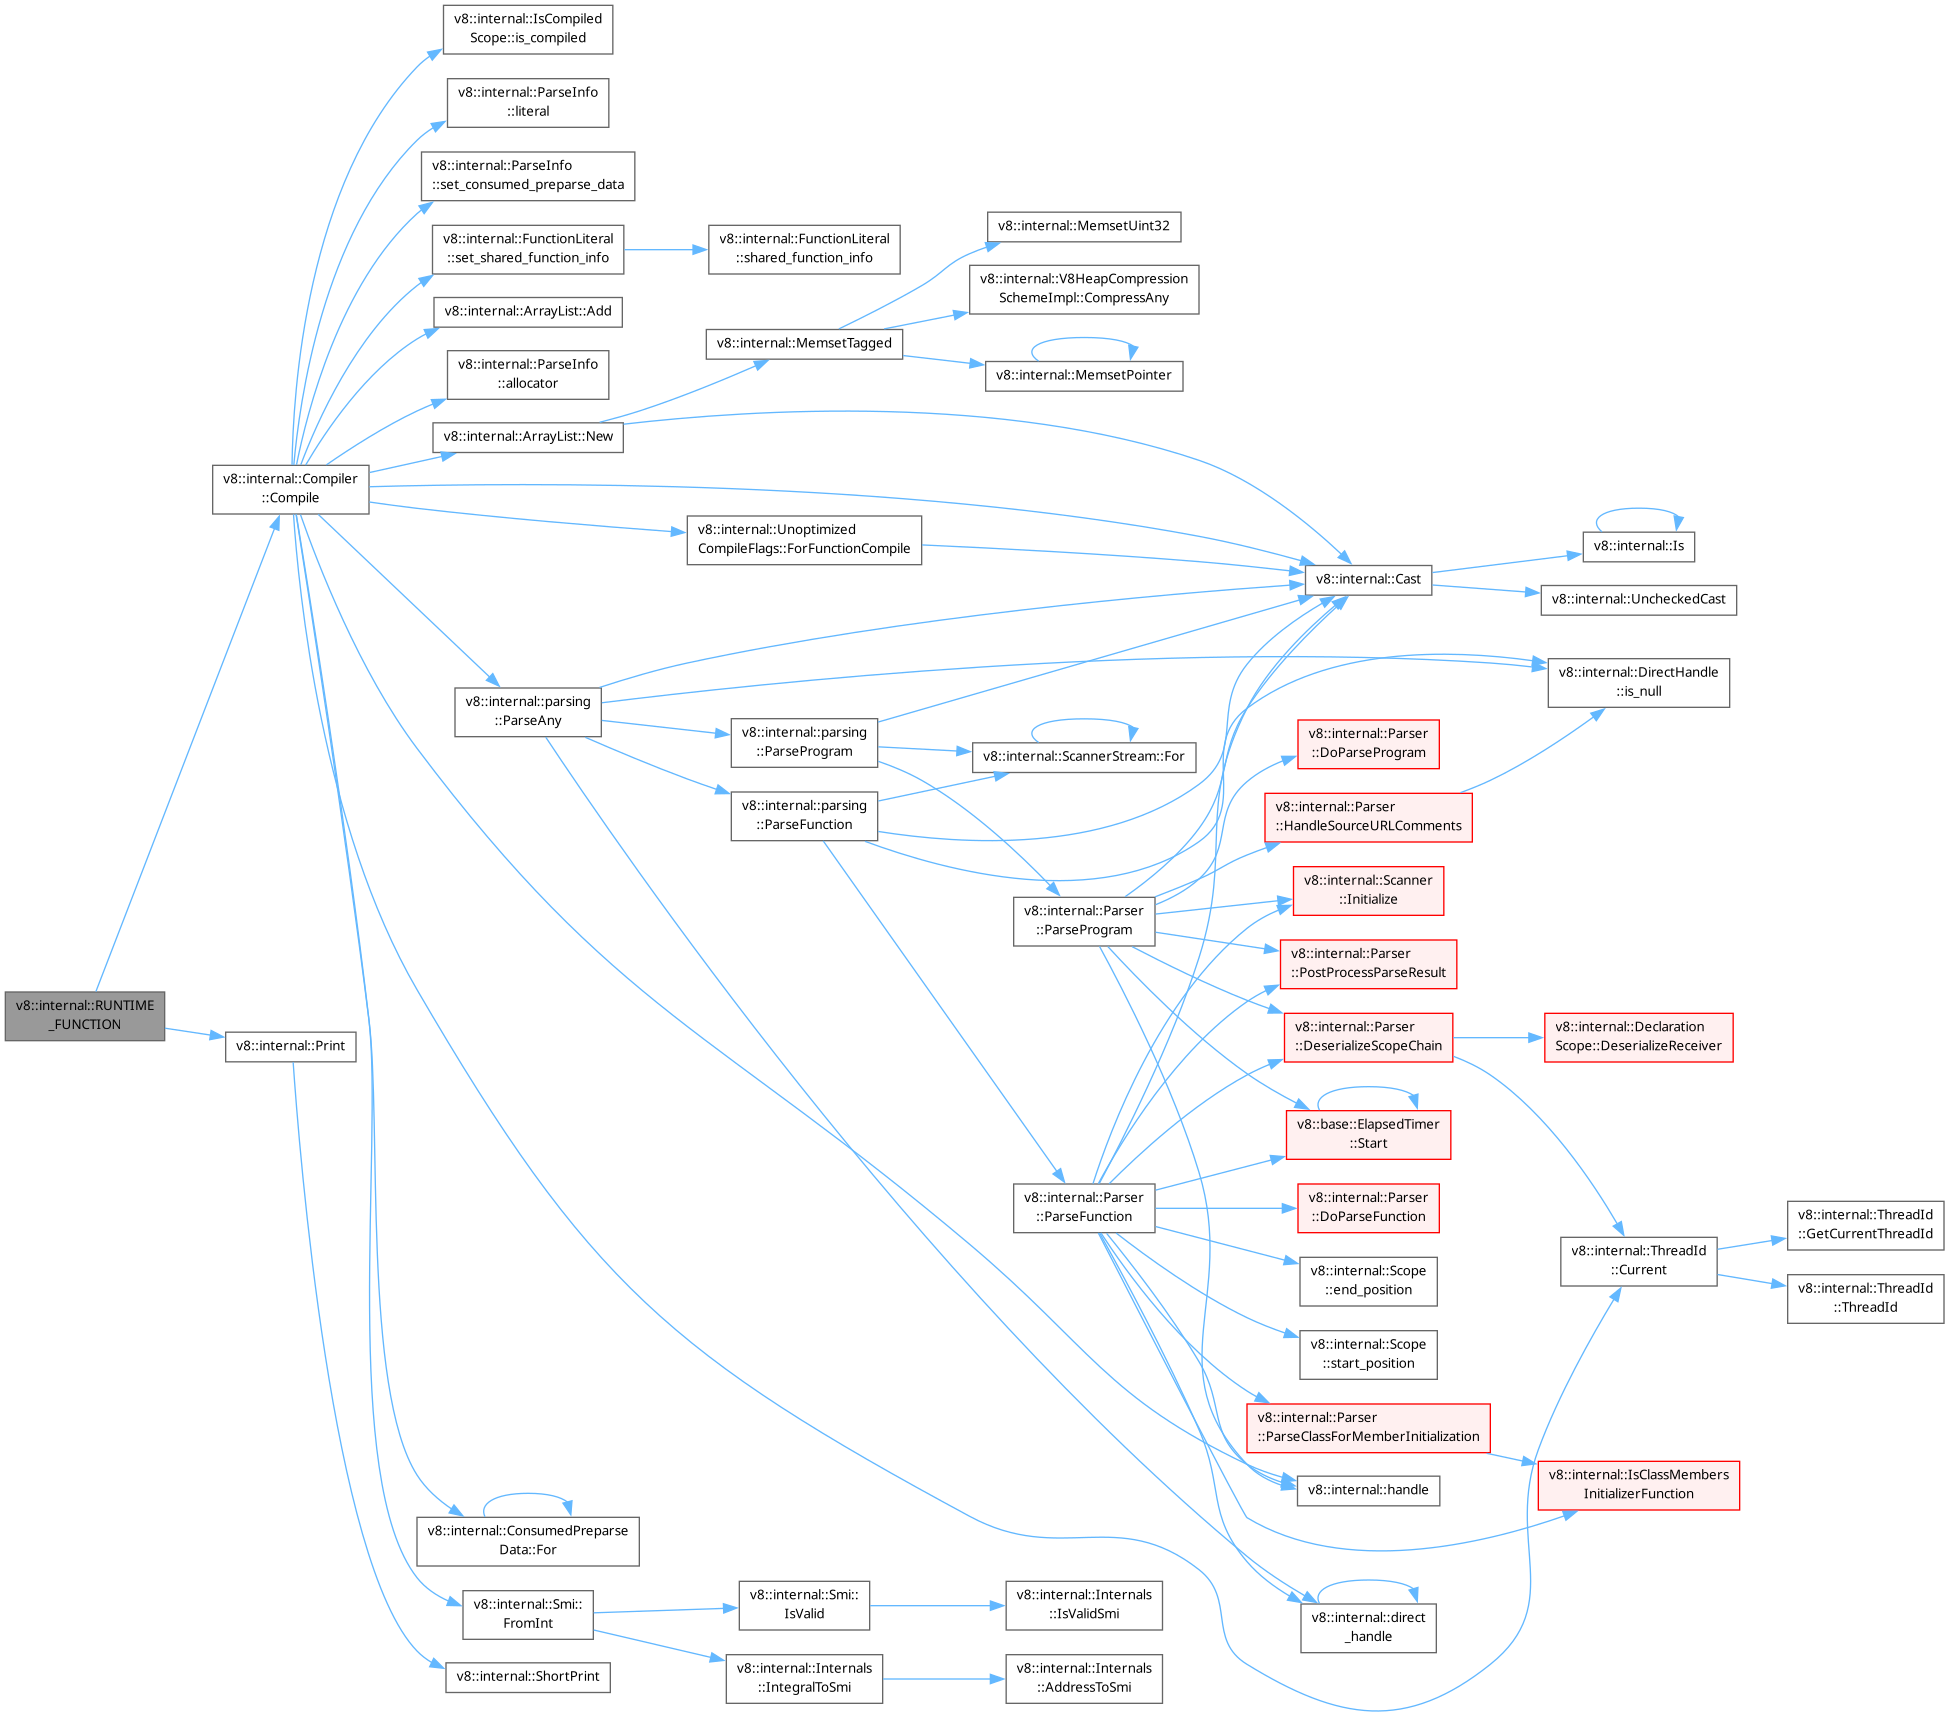 v8::internal::IsCompiled
Scope::is_compiled
v8::internal::ParseInfo
::literal
v8::internal::ParseInfo
::set_consumed_preparse_data
v8::internal::FunctionLiteral
::set_shared_function_info
v8::internal::FunctionLiteral
::shared_function_info
v8::internal::MemsetUint32
v8::internal::V8HeapCompression
SchemeImpl::CompressAny
v8::internal::ArrayList::Add
v8::internal::MemsetTagged
v8::internal::MemsetPointer
v8::internal::ParseInfo
::allocator
v8::internal::ArrayList::New
v8::internal::Compiler
::Compile
v8::internal::Unoptimized
CompileFlags::ForFunctionCompile
v8::internal::Cast
v8::internal::Is
v8::internal::UncheckedCast
v8::internal::DirectHandle
::is_null
v8::internal::parsing
::ParseAny
v8::internal::parsing
::ParseProgram
v8::internal::ScannerStream::For
v8::internal::Parser
::DoParseProgram
v8::internal::parsing
::ParseFunction
v8::internal::Parser
::HandleSourceURLComments
v8::internal::Scanner
::Initialize
v8::internal::Parser
::ParseProgram
v8::internal::Parser
::PostProcessParseResult
v8::internal::RUNTIME
_FUNCTION
v8::internal::Print
v8::internal::Parser
::DeserializeScopeChain
v8::internal::Declaration
Scope::DeserializeReceiver
v8::base::ElapsedTimer
::Start
v8::internal::Parser
::ParseFunction
v8::internal::Parser
::DoParseFunction
v8::internal::Scope
::end_position
v8::internal::ThreadId
::Current
v8::internal::ThreadId
::GetCurrentThreadId
v8::internal::ThreadId
::ThreadId
v8::internal::Scope
::start_position
v8::internal::Parser
::ParseClassForMemberInitialization
v8::internal::handle
v8::internal::IsClassMembers
InitializerFunction
v8::internal::ConsumedPreparse
Data::For
v8::internal::Smi::
FromInt
v8::internal::Smi::
IsValid
v8::internal::Internals
::IsValidSmi
v8::internal::direct
_handle
v8::internal::ShortPrint
v8::internal::Internals
::IntegralToSmi
v8::internal::Internals
::AddressToSmi